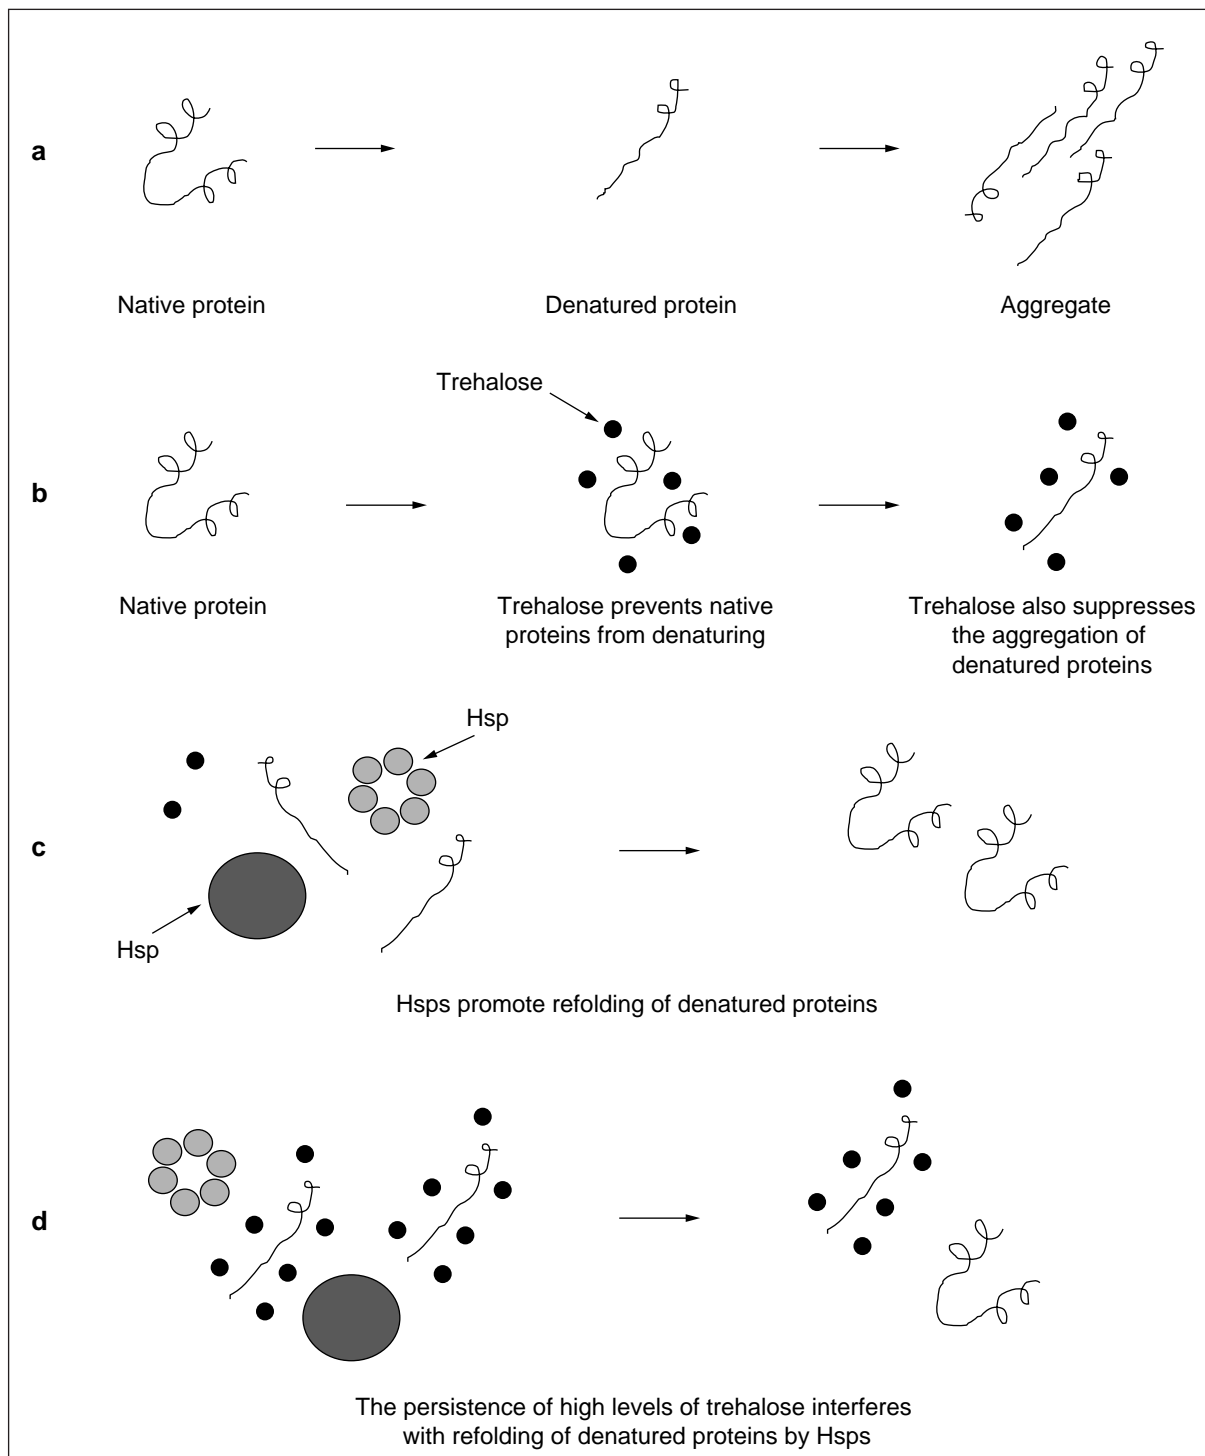 a
Native protein
Denatured protein
Aggregate
Trehalose
b
Native protein
Trehalose prevents native
proteins from denaturing
Trehalose also suppresses
the aggregation of
denatured proteins
Hsp
c
Hsp
Hsps promote refolding of denatured proteins
d
The persistence of high levels of trehalose interferes
with refolding of denatured proteins by Hsps